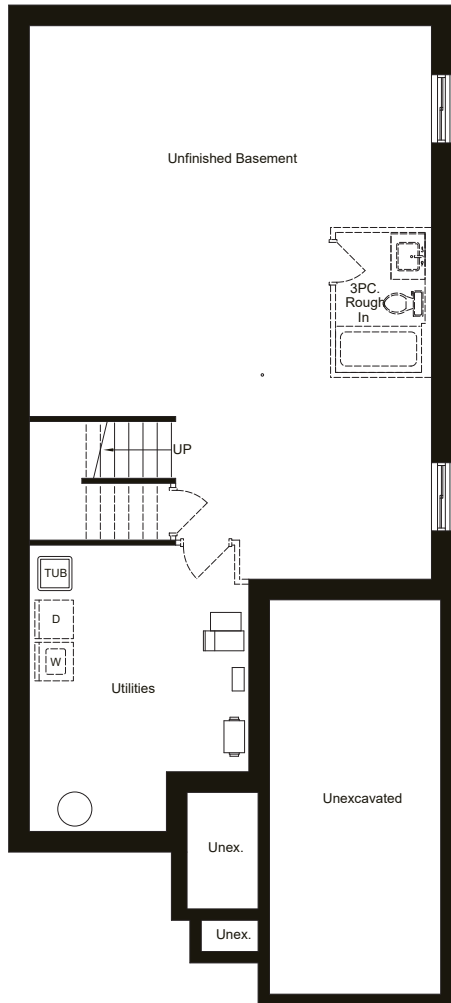 Unfinished Basement
3PC.
Rough
In
UP
TUB
D
W
Utilities
Unexcavated
Unex.
Unex.